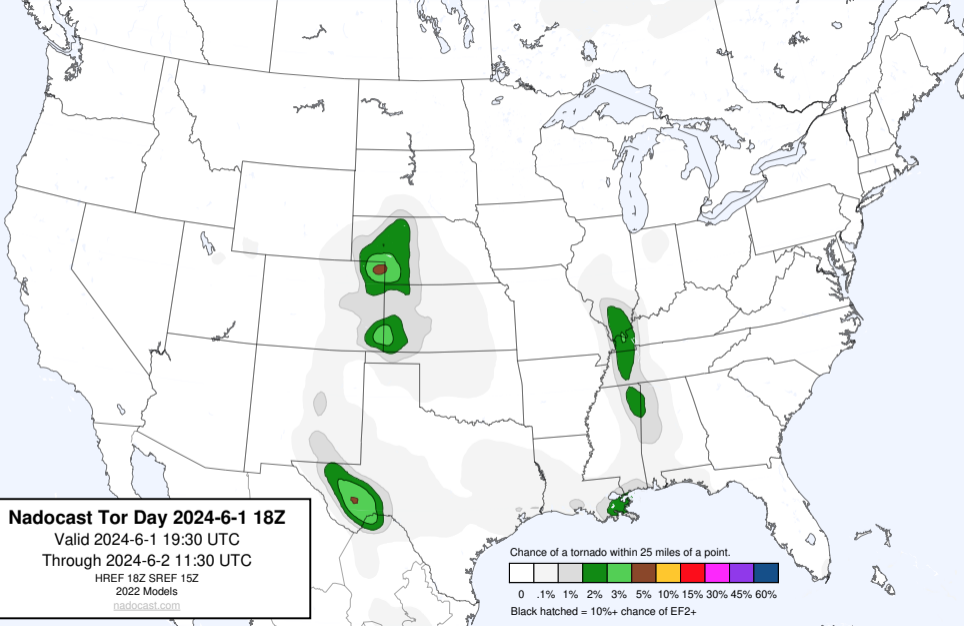 Nadocast Tor Day 2024-6-1 18Z
Valid 2024-6-1 19:30 UTC
Through 2024-6-2 11:30 UTC
HREF 18Z SREF 15Z
2022 Models
nadocast.com
Chance of a tornado within 25 miles of a point.
0 .1% 1% 2% 3% 5% 10% 15% 30% 45% 60%
Black hatched = 10%+ chance of EF2+